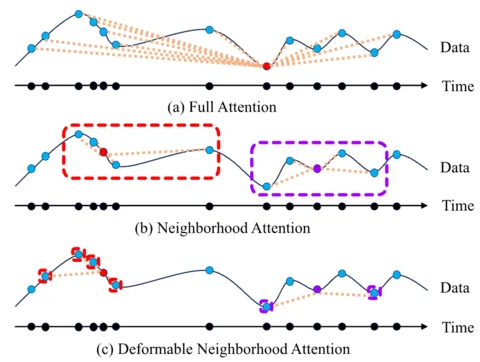 Data
Time
(a) Full Attention
Data
Time
(b) Neighborhood Attention
Data
Time
(c) Deformable Neighborhood Attention